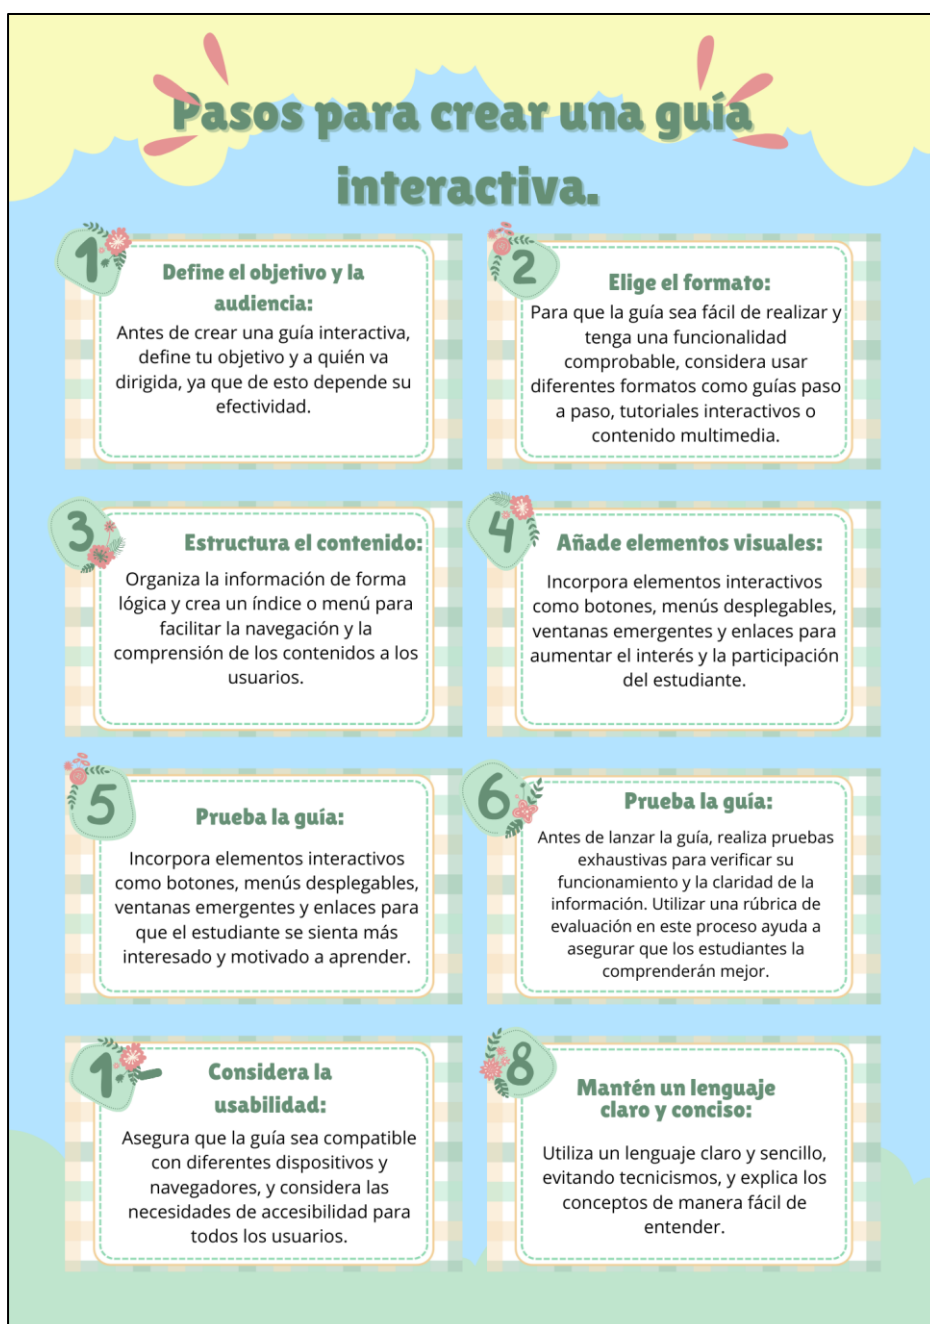 Pasos para crear una guía
interactiva.
1
Define el objetivo y la
audiencia:
Antes de crear una guía interactiva,
define tu objetivo y a quién va
dirigida, ya que de esto depende su
efectividad.
2
Elige el formato:
Para que la guía sea fácil de realizar y
tenga una funcionalidad
comprobable, considera usar
diferentes formatos como guías paso
a paso, tutoriales interactivos o
contenido multimedia.
3
Estructura el contenido:
Organiza la información de forma
lógica y crea un índice o menú para
facilitar la navegación y la
comprensión de los contenidos a los
usuarios.
4
Añade elementos visuales:
Incorpora elementos interactivos
como botones, menús desplegables,
ventanas emergentes y enlaces para
aumentar el interés y la participación
del estudiante.
5
Prueba la guía:
Incorpora elementos interactivos
como botones, menús desplegables,
ventanas emergentes y enlaces para
que el estudiante se sienta más
interesado y motivado a aprender.
6
Prueba la guía:
Antes de lanzar la guía, realiza pruebas
exhaustivas para verificar su
funcionamiento y la claridad de la
información. Utilizar una rúbrica de
evaluación en este proceso ayuda a
asegurar que los estudiantes la
comprenderán mejor.
1-
Considera la
usabilidad:
Asegura que la guía sea compatible
con diferentes dispositivos y
navegadores, y considera las
necesidades de accesibilidad para
todos los usuarios.
8
Mantén un lenguaje
claro y conciso:
Utiliza un lenguaje claro y sencillo,
evitando tecnicismos, y explica los
conceptos de manera fácil de
entender.